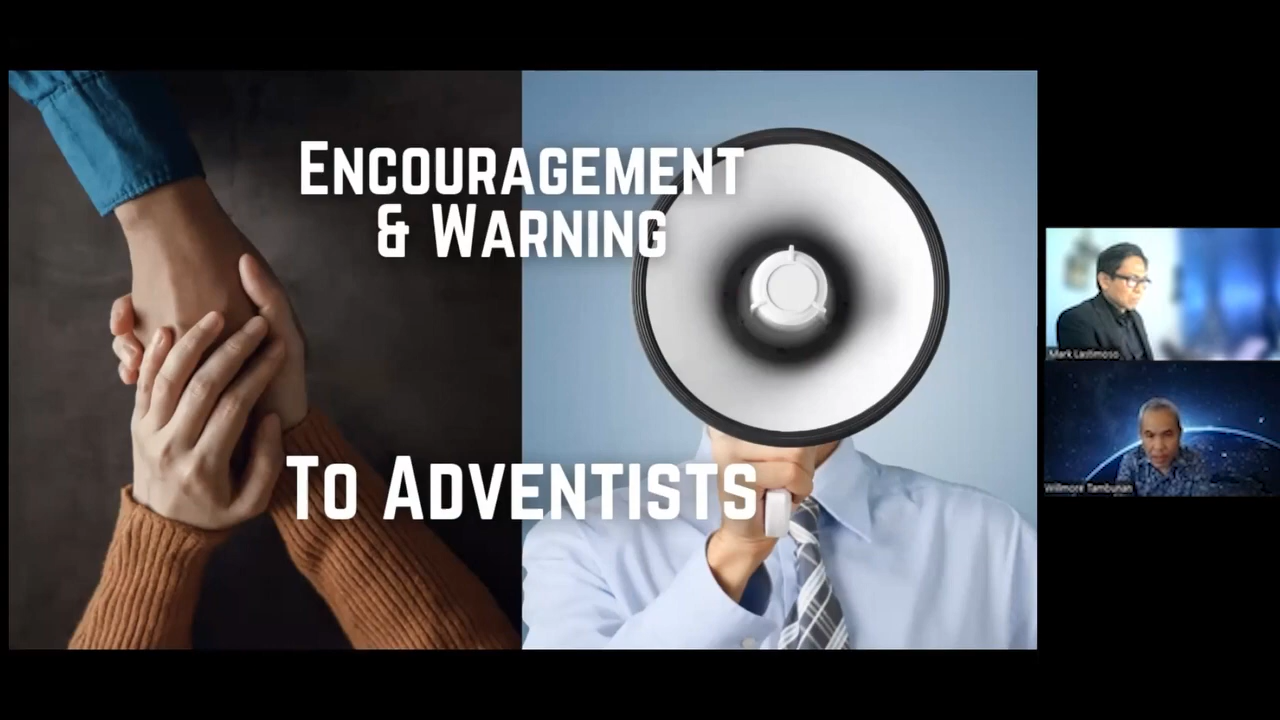 ENCOURAGEMENT
& WARNING
TO ADVENTISTS
Mark Lastimoso
Willmore Tambunan